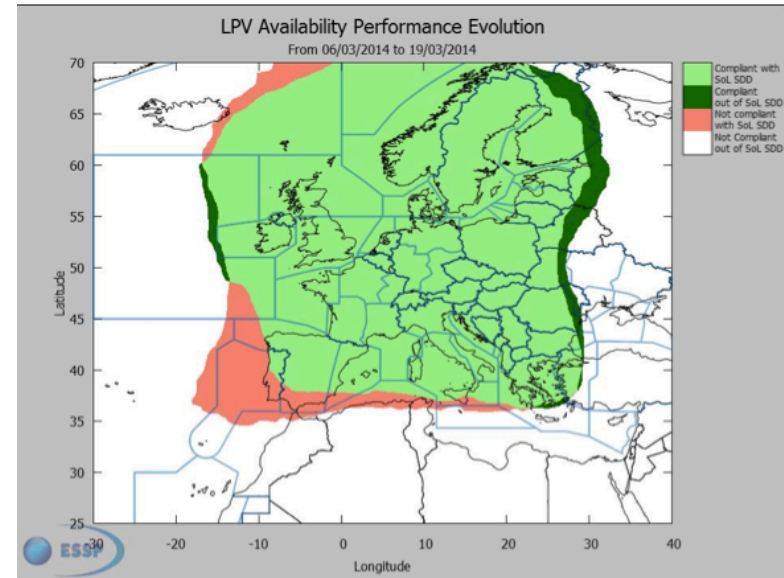 LPV Availability Performance Evolution
From 06/03/2014 to 19/03/2014
Compliant with
SoL SDD
Compliant
out of SoL SDD
Not compliant
with SoL SDD
Not Compliant
out of SoL SDD
70
65
60
55
50
45
40
35
30
25
Latitude
-30
-20
-10
0
10
20
30
40
Longitude
ESSP